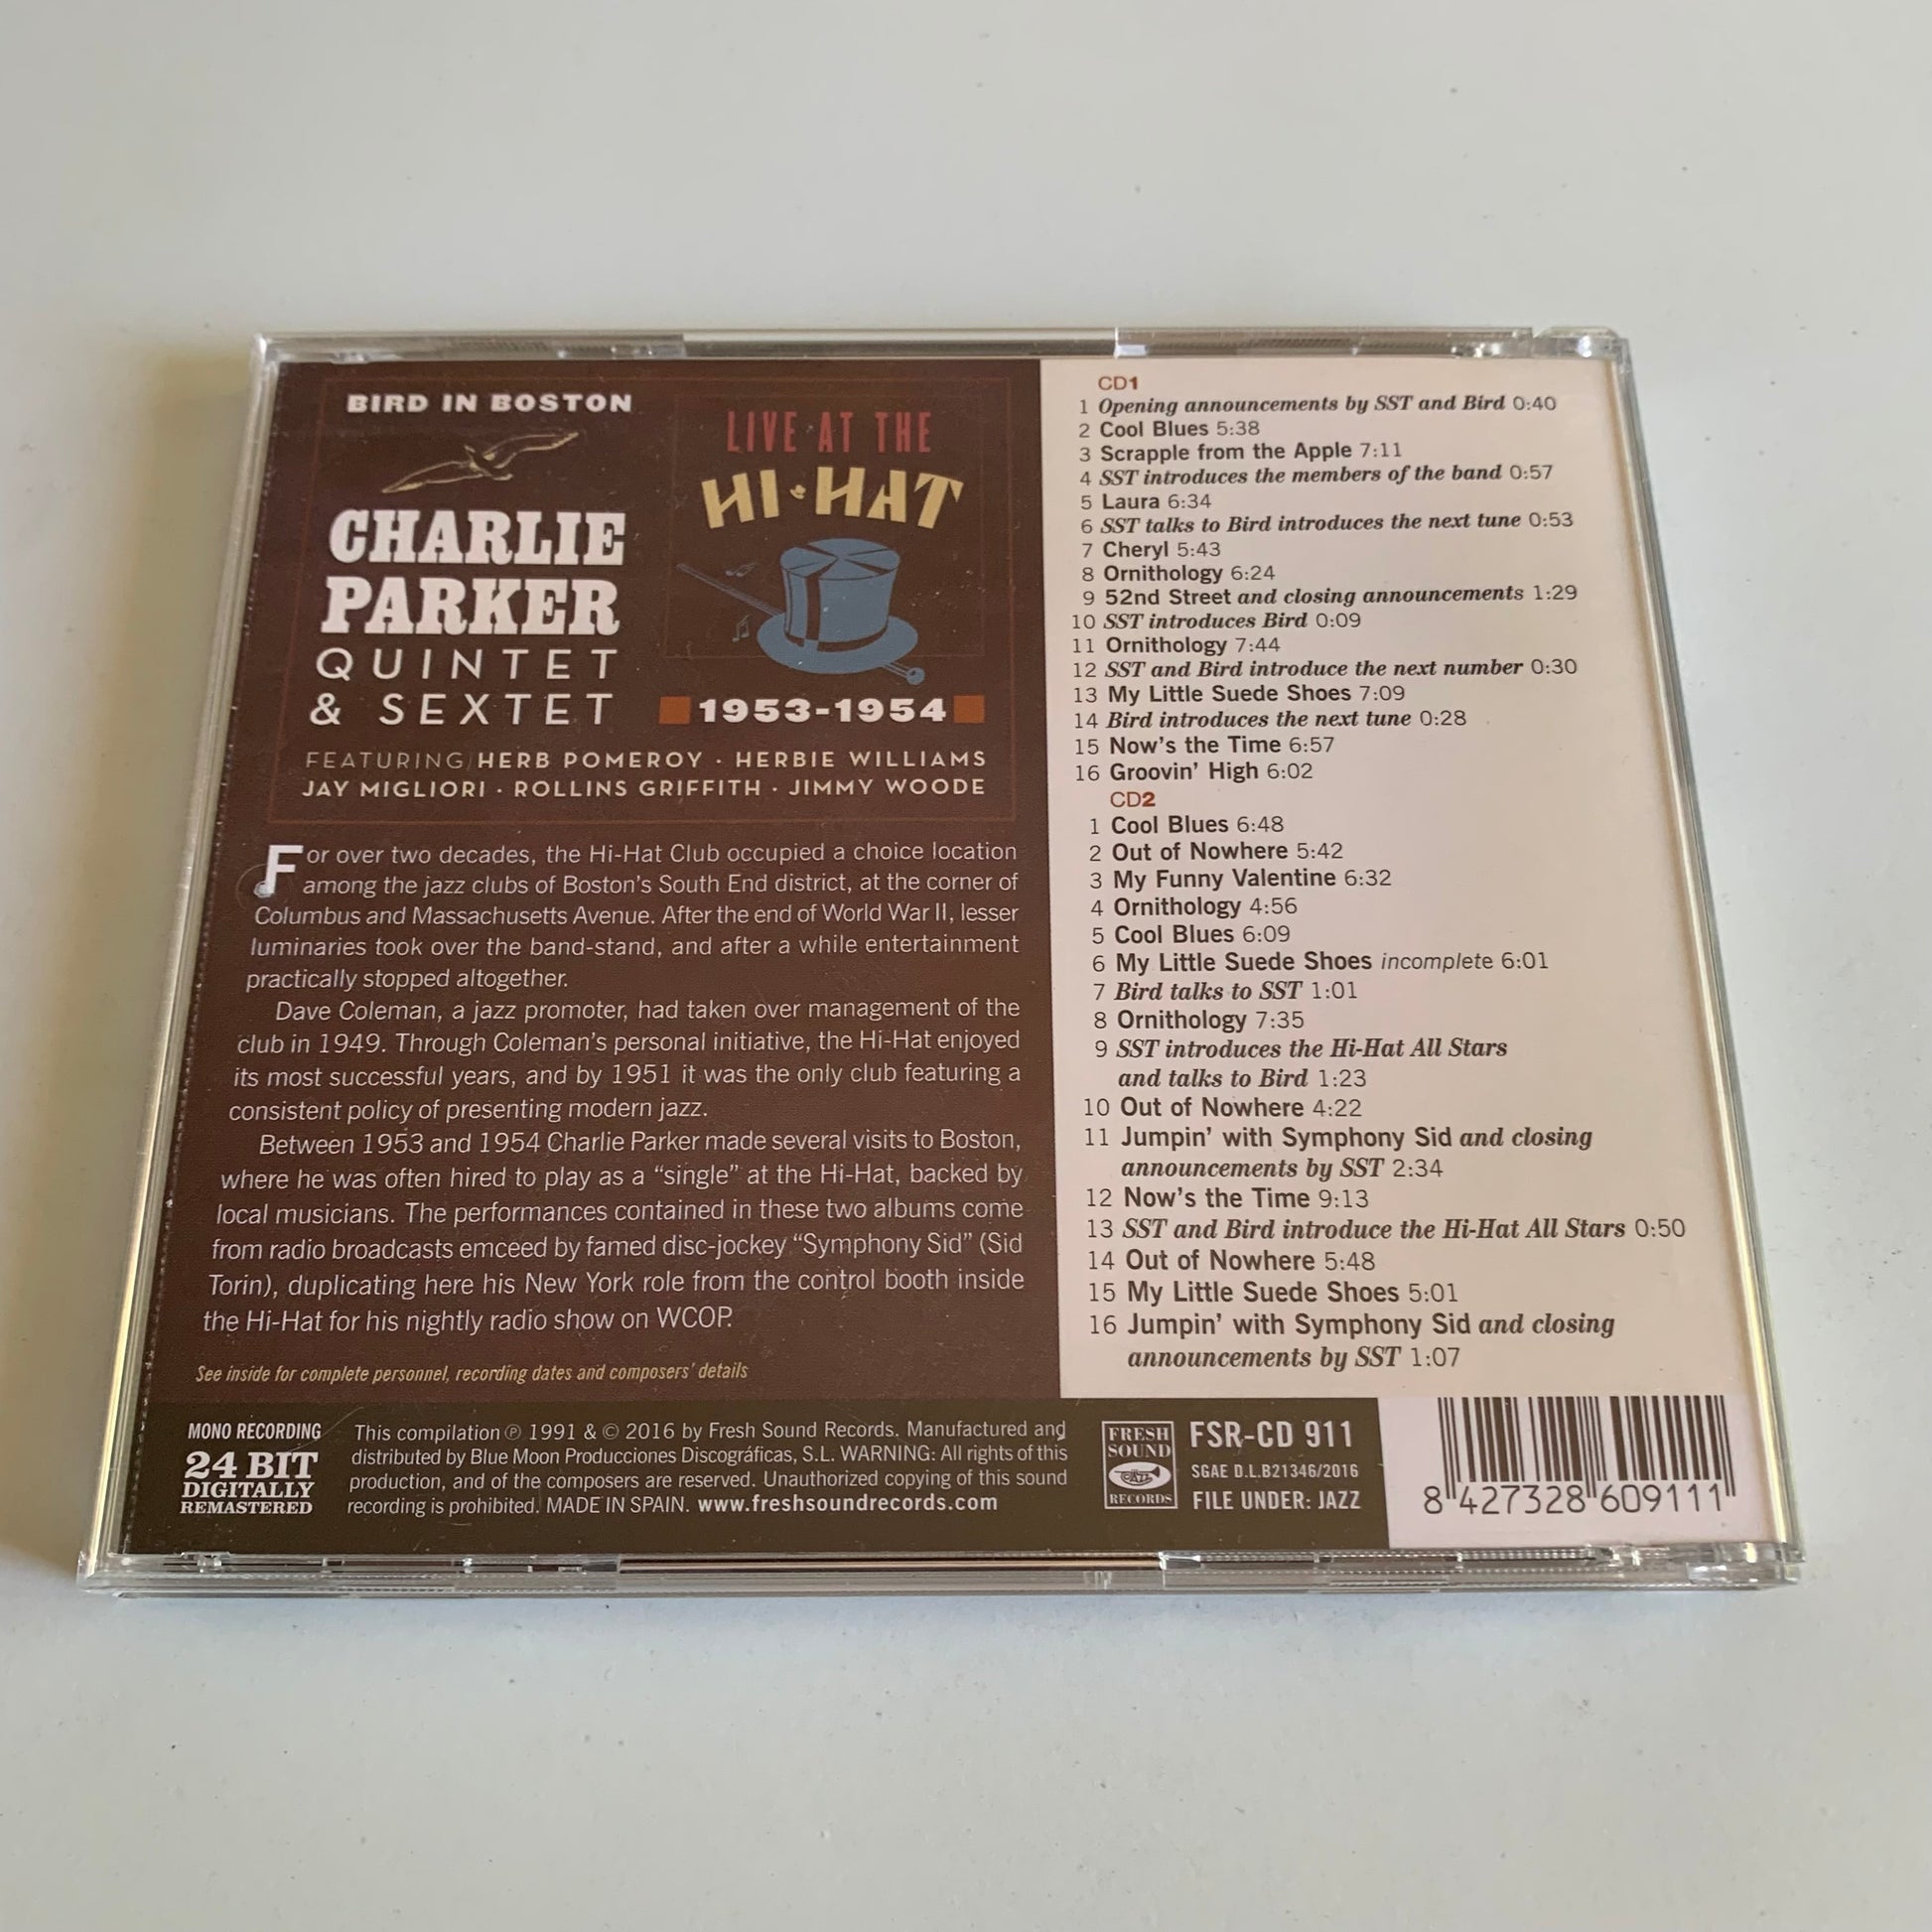 BIRD IN BOSTON
CHARLIE
PARKER
QUINTET
& SEXTET
LIVE AT THE
HI-HAT
1953-1954
FEATURING HERB POMEROY · HERBIE WILLIAMS
JAY MIGLIORI · ROLLINS GRIFFITH · JIMMY WOODE
For over two decades, the Hi-Hat Club occupied a choice location
among the jazz clubs of Boston's South End district, at the corner of
Columbus and Massachusetts Avenue. After the end of World War II, lesser
luminaries took over the band-stand, and after a while entertainment
practically stopped altogether.
Dave Coleman, a jazz promoter, had taken over management of the
club in 1949. Through Coleman's personal initiative, the Hi-Hat enjoyed
its most successful years, and by 1951 it was the only club featuring a
consistent policy of presenting modern jazz.
Between 1953 and 1954 Charlie Parker made several visits to Boston,
where he was often hired to play as a "single" at the Hi-Hat, backed by
local musicians. The performances contained in these two albums come
from radio broadcasts emceed by famed disc-jockey "Symphony Sid" (Sid
Torin), duplicating here his New York role from the control booth inside
the Hi-Hat for his nightly radio show on WCOP.
See inside for complete personnel, recording dates and composers' details
CD1
1 Opening announcements by SST and Bird 0:40
2 Cool Blues 5:38
3 Scrapple from the Apple 7:11
4 SST introduces the members of the band 0:57
5 Laura 6:34
6 SST talks to Bird introduces the next tune 0:53
7 Cheryl 5:43
8 Ornithology 6:24
9 52nd Street and closing announcements 1:29
10 SST introduces Bird 0:09
11 Ornithology 7:44
12 SST and Bird introduce the next number 0:30
13 My Little Suede Shoes 7:09
14 Bird introduces the next tune 0:28
15 Now's the Time 6:57
16 Groovin' High 6:02
CD2
1 Cool Blues 6:48
2 Out of Nowhere 5:42
3 My Funny Valentine 6:32
4 Ornithology 4:56
5 Cool Blues 6:09
6 My Little Suede Shoes incomplete 6:01
7 Bird talks to SST 1:01
8 Ornithology 7:35
9 SST introduces the Hi-Hat All Stars
and talks to Bird 1:23
10 Out of Nowhere 4:22
11 Jumpin' with Symphony Sid and closing
announcements by SST 2:34
12 Now's the Time 9:13
13 SST and Bird introduce the Hi-Hat All Stars 0:50
14 Out of Nowhere 5:48
15 My Little Suede Shoes 5:01
16 Jumpin' with Symphony Sid and closing
announcements by SST 1:07
MONO RECORDING
24 BIT
DIGITALLY
REMASTERED
This compilation ℗ 1991 & © 2016 by Fresh Sound Records. Manufactured and
distributed by Blue Moon Producciones Discográficas, S.L. WARNING: All rights of this
production, and of the composers are reserved. Unauthorized copying of this sound
recording is prohibited. MADE IN SPAIN. www.freshsoundrecords.com
FRESH
SOUND
JAZZ
RECORDS
FSR-CD 911
SGAE D.L.B21346/2016
FILE UNDER: JAZZ
8 427328 609111